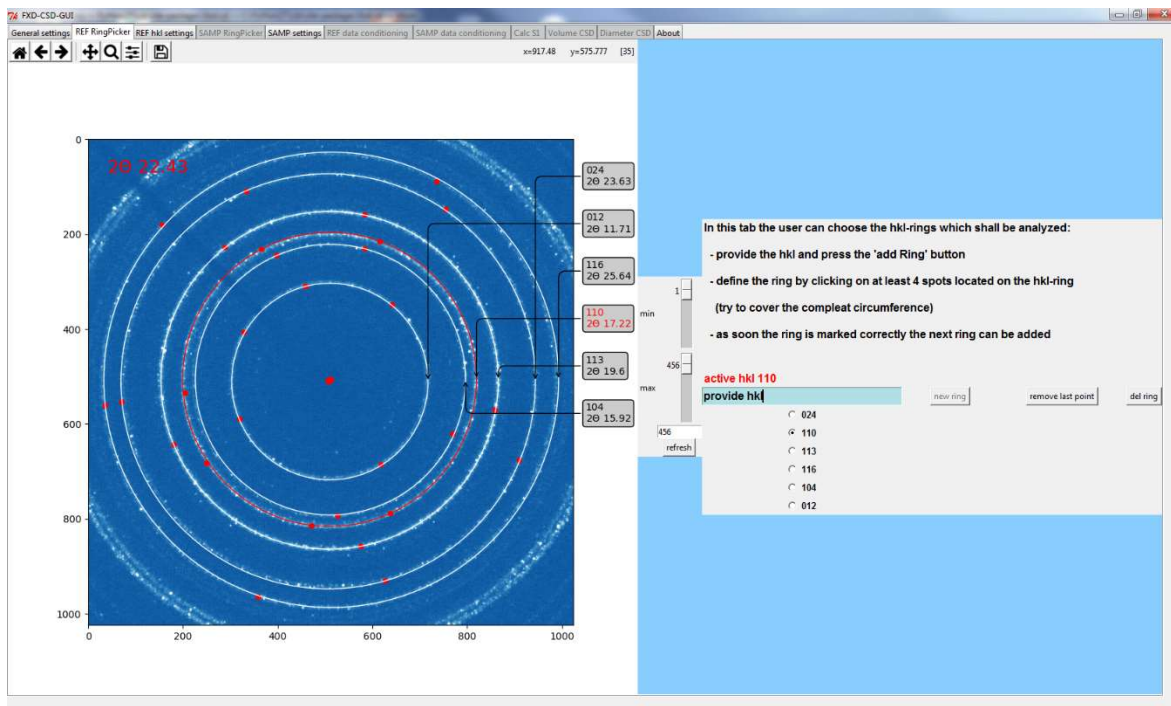 FXD-CSD-GUI
General settings REF RingPicker REF hkl settings SAMP RingPicker SAMP settings REF data conditioning SAMP data conditioning Calc S1 Volume CSD Diameter CSD About
x=917.48 y=575.777 [35]
2Θ 22.43
0
200
400
600
800
1000
0 200 400 600 800 1000
024
2Θ 23.63
012
2Θ 11.71
116
2Θ 25.64
110
2Θ 17.22
113
2Θ 19.6
104
2Θ 15.92
1
min
456
max
456
refresh
In this tab the user can choose the hkl-rings which shall be analyzed:
- provide the hkl and press the 'add Ring' button
- define the ring by clicking on at least 4 spots located on the hkl-ring
(try to cover the compleat circumference)
- as soon the ring is marked correctly the next ring can be added
active hkl 110
provide hkl new ring remove last point del ring
024
110
113
116
104
012